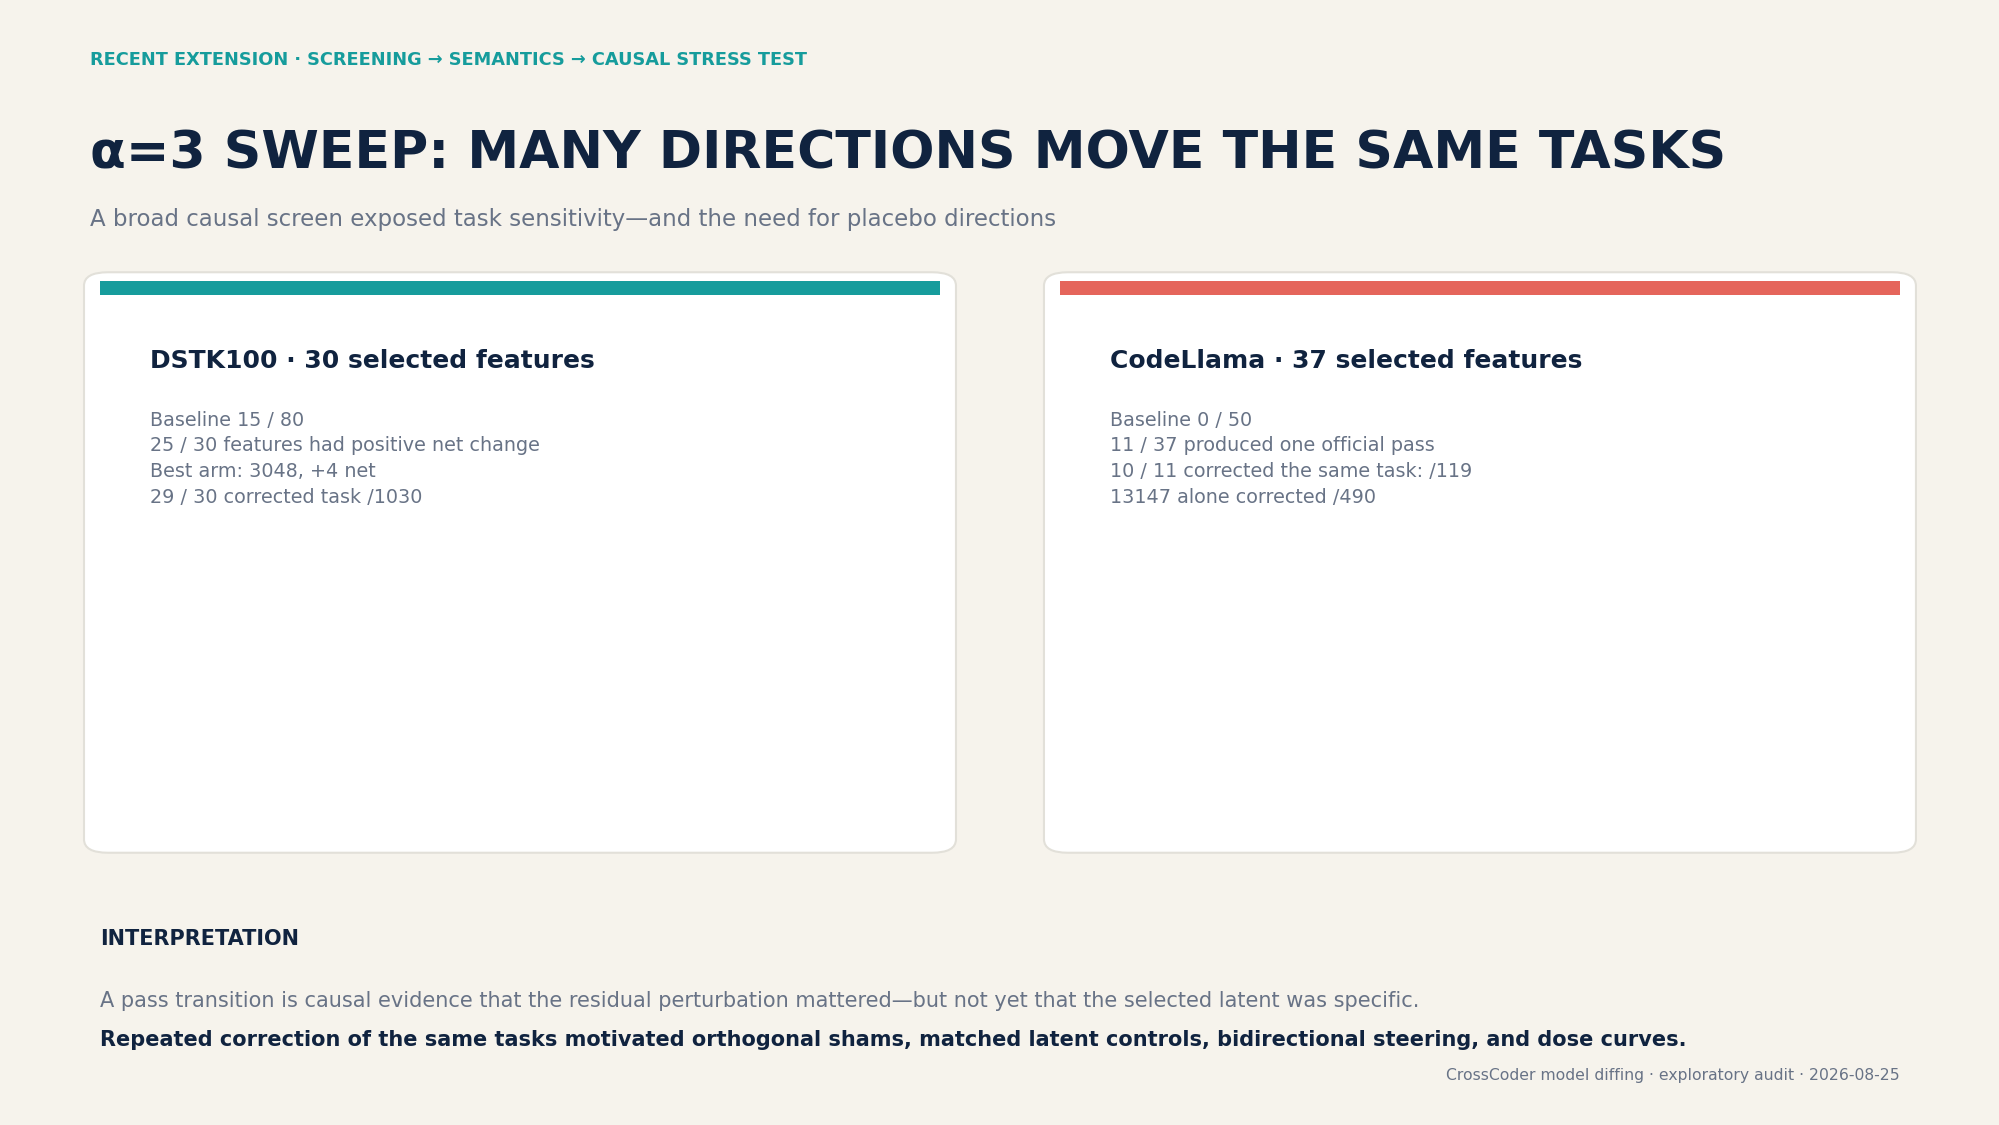 RECENT EXTENSION · SCREENING → SEMANTICS → CAUSAL STRESS TEST
α=3 SWEEP: MANY DIRECTIONS MOVE THE SAME TASKS
A broad causal screen exposed task sensitivity—and the need for placebo directions
DSTK100 · 30 selected features
Baseline 15 / 80
25 / 30 features had positive net change
Best arm: 3048, +4 net
29 / 30 corrected task /1030
CodeLlama · 37 selected features
Baseline 0 / 50
11 / 37 produced one official pass
10 / 11 corrected the same task: /119
13147 alone corrected /490
INTERPRETATION
A pass transition is causal evidence that the residual perturbation mattered—but not yet that the selected latent was specific.
Repeated correction of the same tasks motivated orthogonal shams, matched latent controls, bidirectional steering, and dose curves.
CrossCoder model diffing · exploratory audit · 2026-08-25